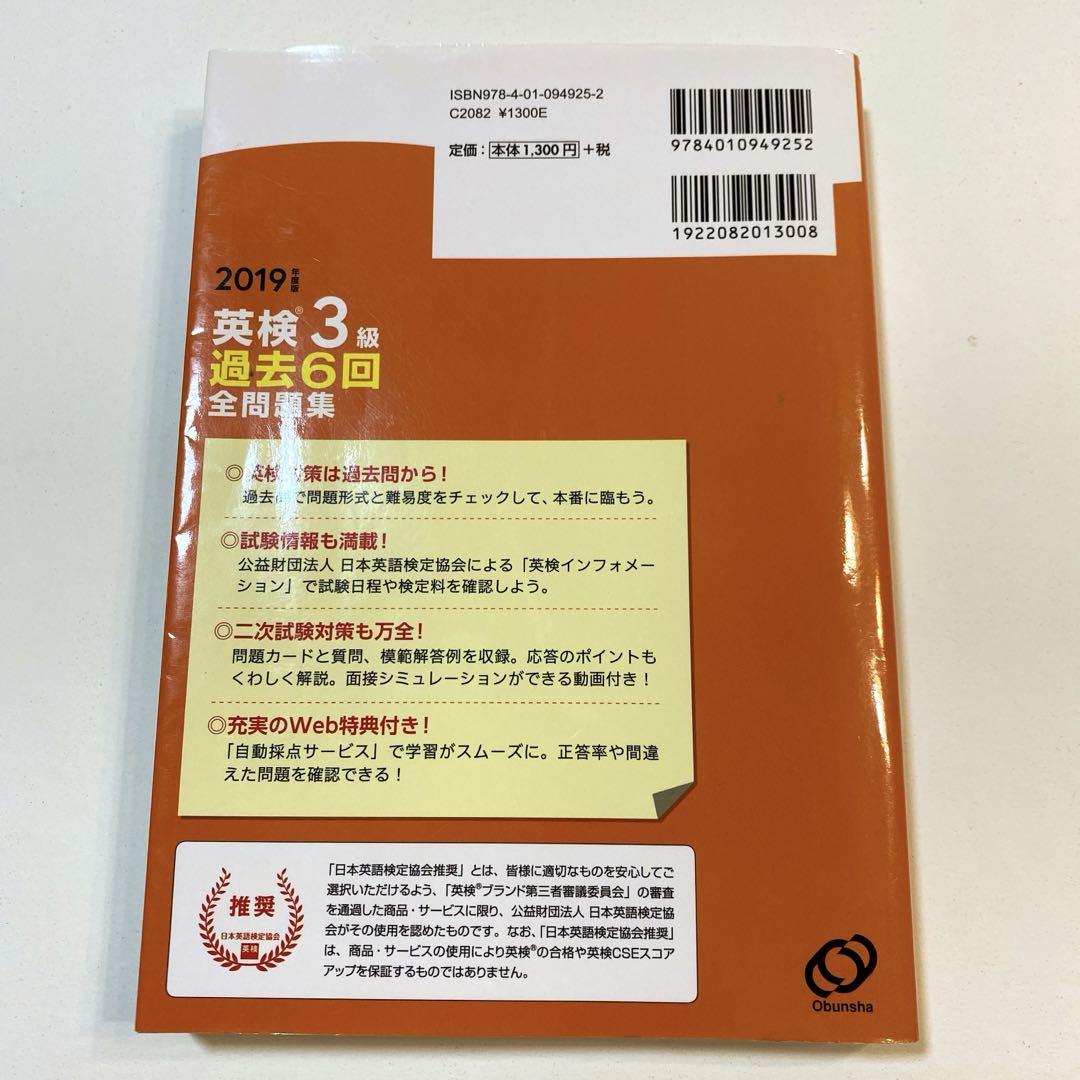 ISBN978-4-01-094925-2
C2082 ¥1300E
定価：本体1,300円+税
9784010949252
1922082013008
2019年度版
英検®3級
過去6回
全問題集
◎英検対策は過去問から！
過去問で問題形式と難易度をチェックして、本番に臨もう。
◎試験情報も満載！
公益財団法人 日本英語検定協会による「英検インフォメー
ション」で試験日程や検定料を確認しよう。
◎二次試験対策も万全！
問題カードと質問、模範解答例を収録。応答のポイントも
くわしく解説。面接シミュレーションができる動画付き！
◎充実のWeb特典付き！
「自動採点サービス」で学習がスムーズに。正答率や間違
えた問題を確認できる！
推奨
日本英語検定協会
英検
「日本英語検定協会推奨」とは、皆様に適切なものを安心してご
選択いただけるよう、「英検®ブランド第三者審議委員会」の審査
を通過した商品・サービスに限り、公益財団法人 日本英語検定協
会がその使用を認めたものです。なお、「日本英語検定協会推奨」
は、商品・サービスの使用により英検®の合格や英検CSEスコア
アップを保証するものではありません。
Obunsha